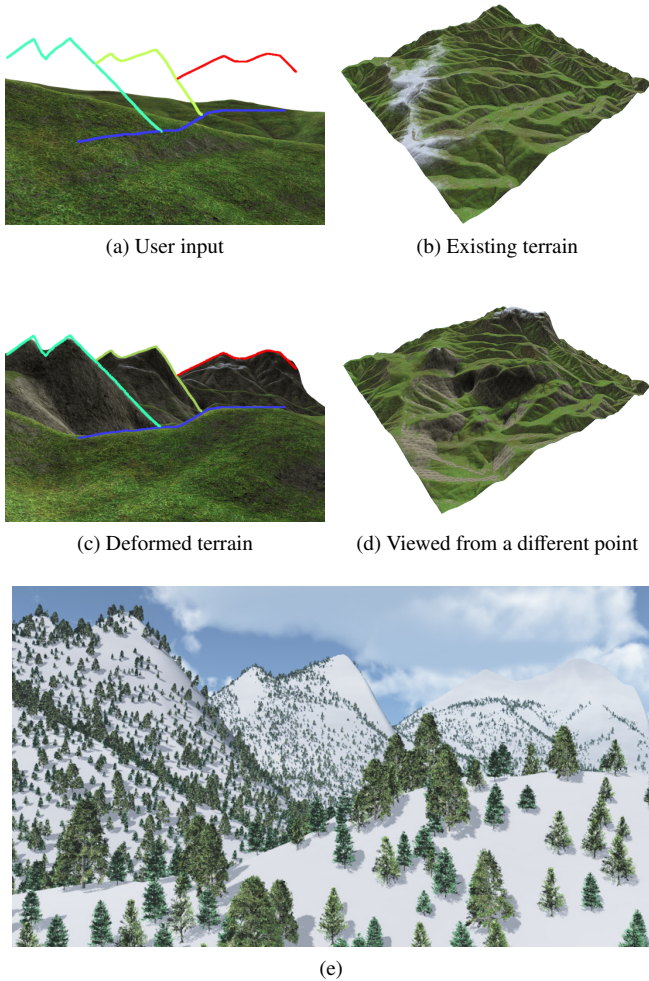 (a) User input
(b) Existing terrain
(c) Deformed terrain
(d) Viewed from a different point
(e)